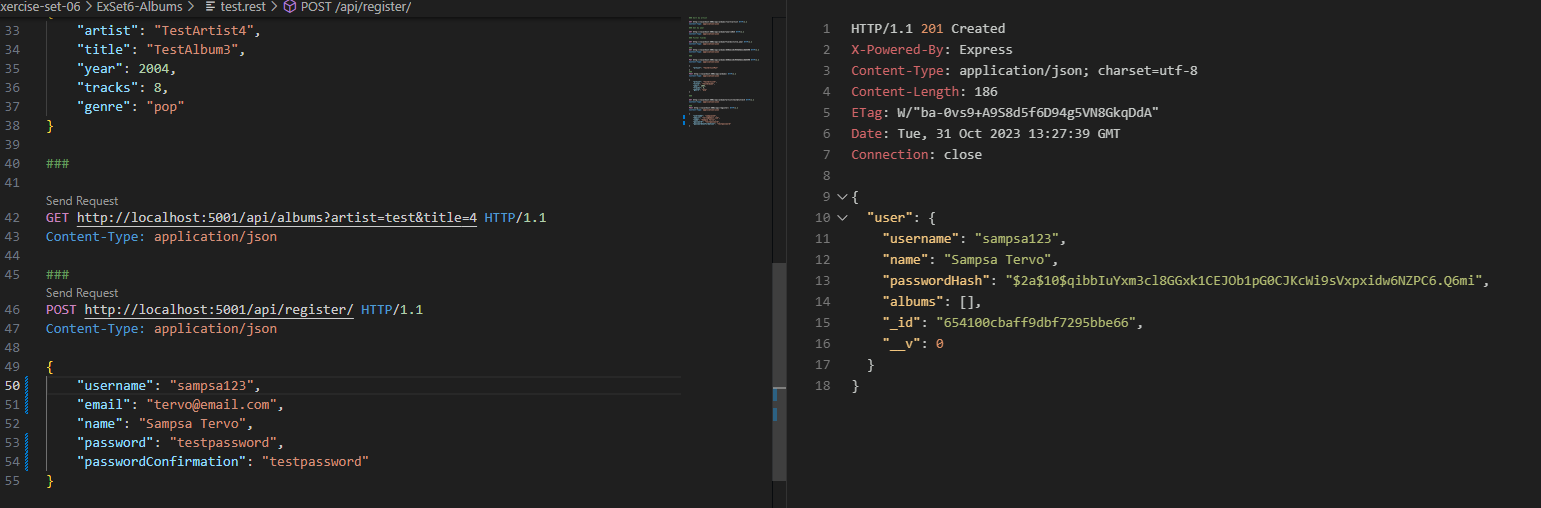 xercise-set-06 > ExSet6-Albums > test.rest > POST /api/register/
33 "artist": "TestArtist4",
34 "title": "TestAlbum3",
35 "year": 2004,
36 "tracks": 8,
37 "genre": "pop"
38 }
39
40 ###
41
Send Request
42 GET http://localhost:5001/api/albums?artist=test&title=4 HTTP/1.1
43 Content-Type: application/json
44
45 ###
Send Request
46 POST http://localhost:5001/api/register/ HTTP/1.1
47 Content-Type: application/json
48
49 {
50 "username": "sampsa123",
51 "email": "tervo@email.com",
52 "name": "Sampsa Tervo",
53 "password": "testpassword",
54 "passwordConfirmation": "testpassword"
55 }
1 HTTP/1.1 201 Created
2 X-Powered-By: Express
3 Content-Type: application/json; charset=utf-8
4 Content-Length: 186
5 ETag: W/"ba-0vs9+A9S8d5f6D94g5VN8GkqDdA"
6 Date: Tue, 31 Oct 2023 13:27:39 GMT
7 Connection: close
8
9 {
10 "user": {
11 "username": "sampsa123",
12 "name": "Sampsa Tervo",
13 "passwordHash": "$2a$10$qibbIuYxm3cl8GGxk1CEJOb1pG0CJKcWi9sVxpxidw6NZPC6.Q6mi",
14 "albums": [],
15 "_id": "654100cbaff9dbf7295bbe66",
16 "__v": 0
17 }
18 }